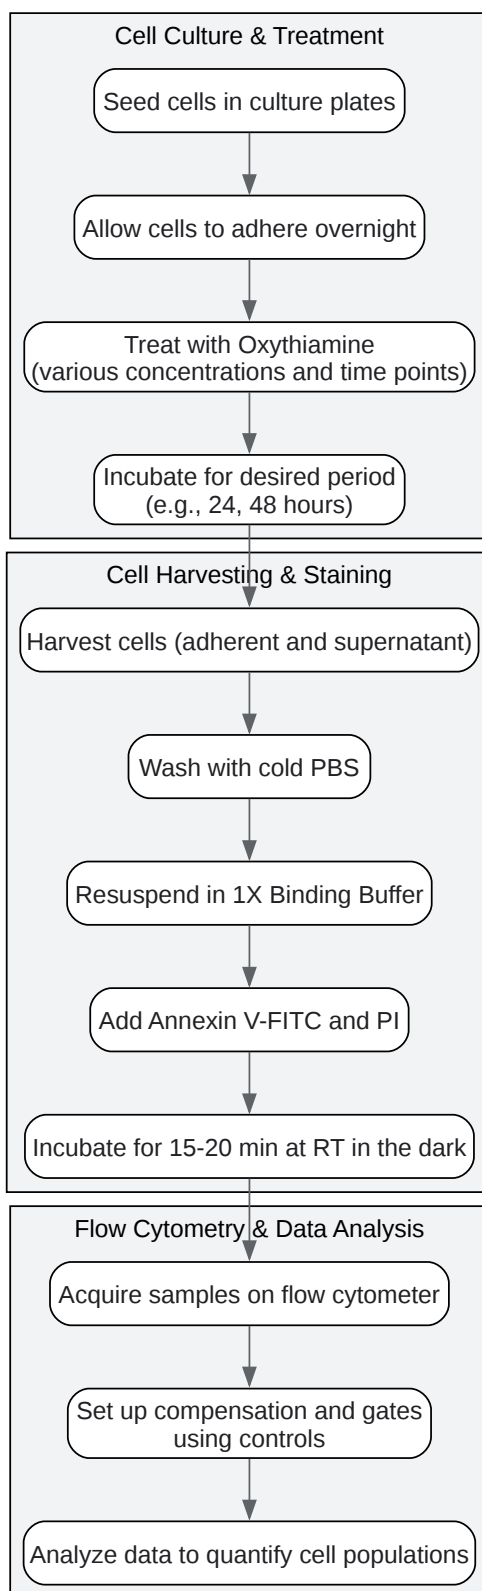 Cell Culture & Treatment
Seed cells in culture plates
Allow cells to adhere overnight
Treat with Oxythiamine
(various concentrations and time points)
Incubate for desired period
(e.g., 24, 48 hours)
Cell Harvesting & Staining
Harvest cells (adherent and supernatant)
Wash with cold PBS
Resuspend in 1X Binding Buffer
Add Annexin V-FITC and PI
Incubate for 15-20 min at RT in the dark
Flow Cytometry & Data Analysis
Acquire samples on flow cytometer
Set up compensation and gates
using controls
Analyze data to quantify cell populations